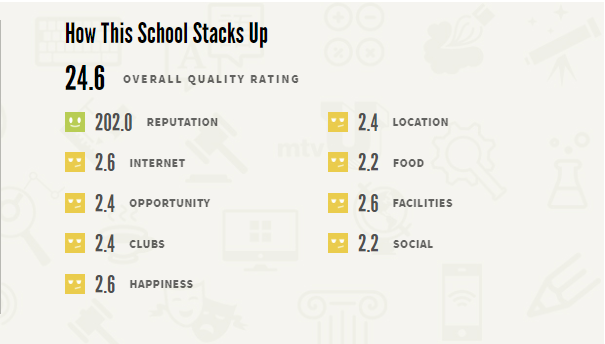 How This School Stacks Up
24.6 OVERALL QUALITY RATING
202.0 REPUTATION
2.4 LOCATION
2.6 INTERNET
2.2 FOOD
2.4 OPPORTUNITY
2.6 FACILITIES
2.4 CLUBS
2.2 SOCIAL
2.6 HAPPINESS
mtv